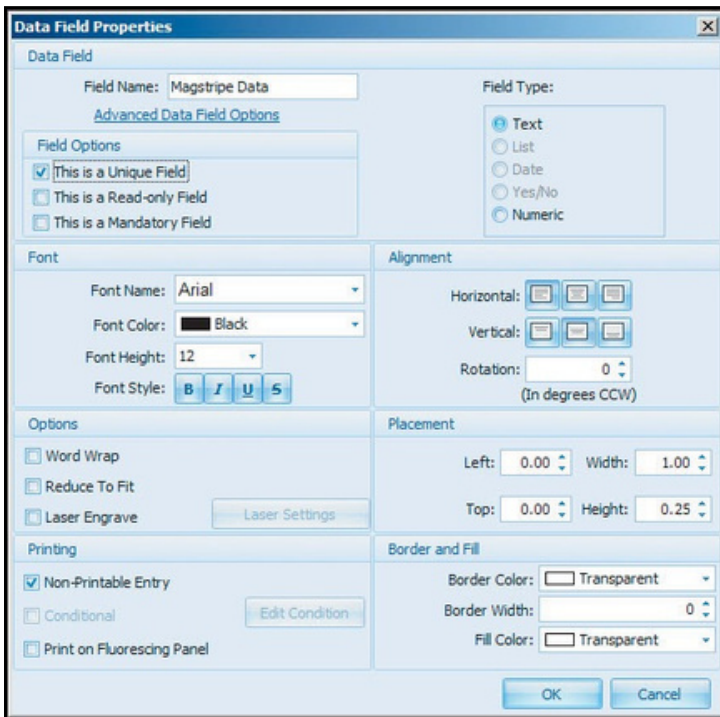 Data Field Properties
Data Field
Field Name: Magstripe Data
Advanced Data Field Options
Field Options
This is a Unique Field
This is a Read-only Field
This is a Mandatory Field
Field Type:
Text
List
Date
Yes/No
Numeric
Font
Font Name: Arial
Font Color: Black
Font Height: 12
Font Style: B I U S
Alignment
Horizontal:
Vertical:
Rotation: 0
(In degrees CCW)
Options
Word Wrap
Reduce To Fit
Laser Engrave Laser Settings
Placement
Left: 0.00 Width: 1.00
Top: 0.00 Height: 0.25
Printing
Non-Printable Entry
Conditional Edit Condition
Print on Fluorescing Panel
Border and Fill
Border Color: Transparent
Border Width: 0
Fill Color: Transparent
OK Cancel